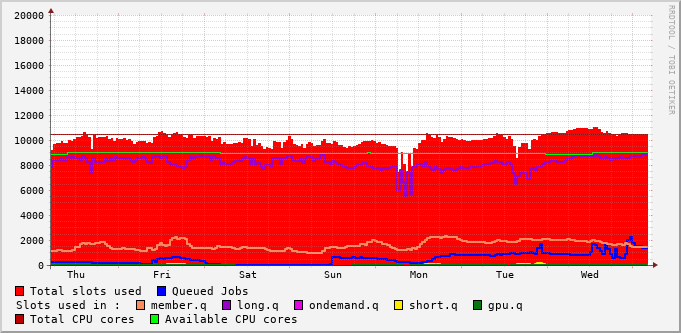 20000
18000
16000
14000
12000
10000
8000
6000
4000
2000
0
Thu Fri Sat Sun Mon Tue Wed
Total slots used Queued Jobs
Slots used in : member.q long.q ondemand.q short.q gpu.q
Total CPU cores Available CPU cores
RRDTOOL / TOBI OETIKER